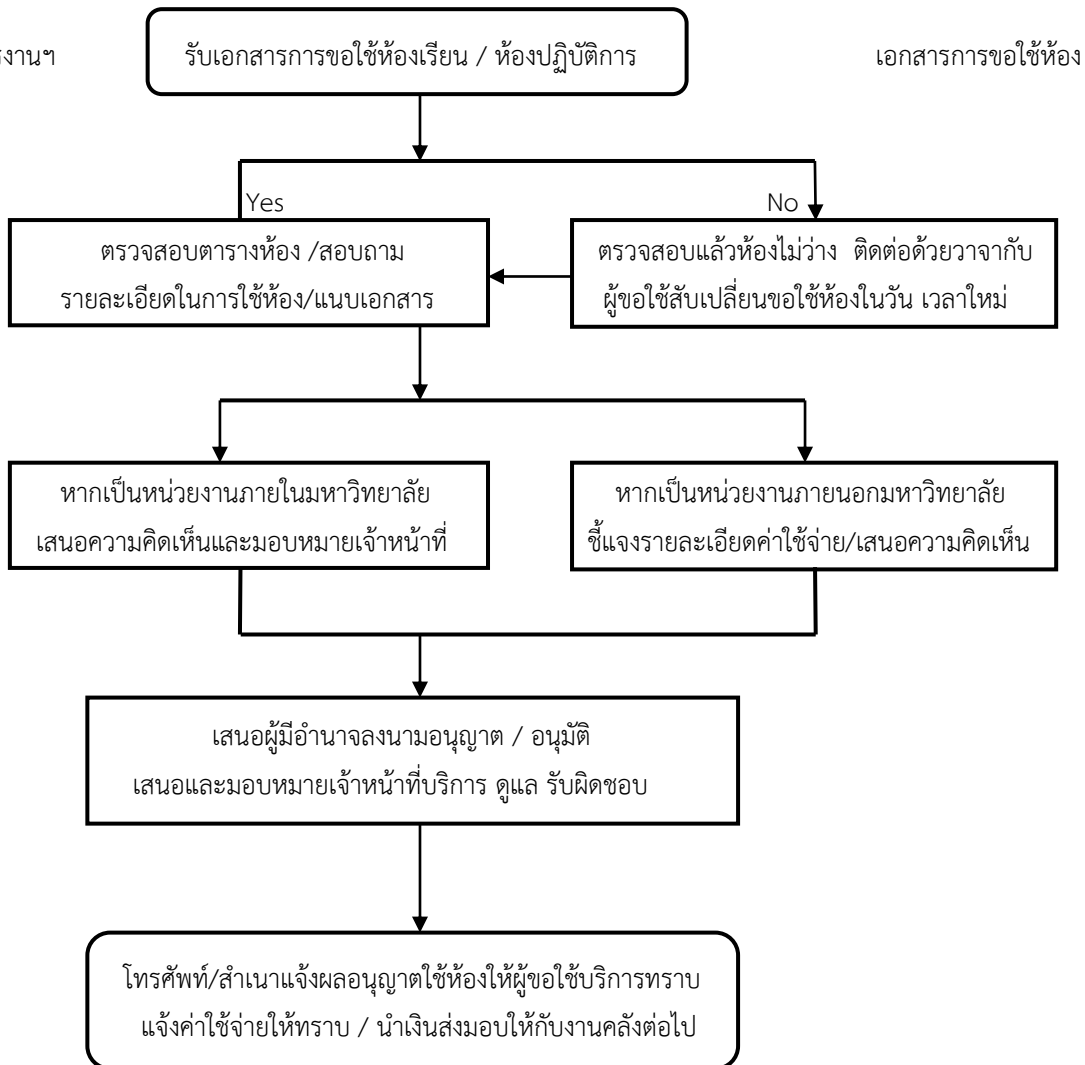 รับเอกสารการขอใช้ห้องเรียน / ห้องปฏิบัติการ
เอกสารการขอใช้ห้อง
Yes
No
ตรวจสอบตารางห้อง /สอบถาม
รายละเอียดในการใช้ห้อง/แนบเอกสาร
ตรวจสอบแล้วห้องไม่ว่าง ติดต่อด้วยวาจากับ
ผู้ขอใช้สับเปลี่ยนขอใช้ห้องในวัน เวลาใหม่
หากเป็นหน่วยงานภายในมหาวิทยาลัย
เสนอความคิดเห็นและมอบหมายเจ้าหน้าที่
หากเป็นหน่วยงานภายนอกมหาวิทยาลัย
ชี้แจงรายละเอียดค่าใช้จ่าย/เสนอความคิดเห็น
เสนอผู้มีอำนาจลงนามอนุญาต / อนุมัติ
เสนอและมอบหมายเจ้าหน้าที่บริการ ดูแล รับผิดชอบ
โทรศัพท์/สำเนาแจ้งผลอนุญาตใช้ห้องให้ผู้ขอใช้บริการทราบ
แจ้งค่าใช้จ่ายให้ทราบ / นำเงินส่งมอบให้กับงานคลังต่อไป